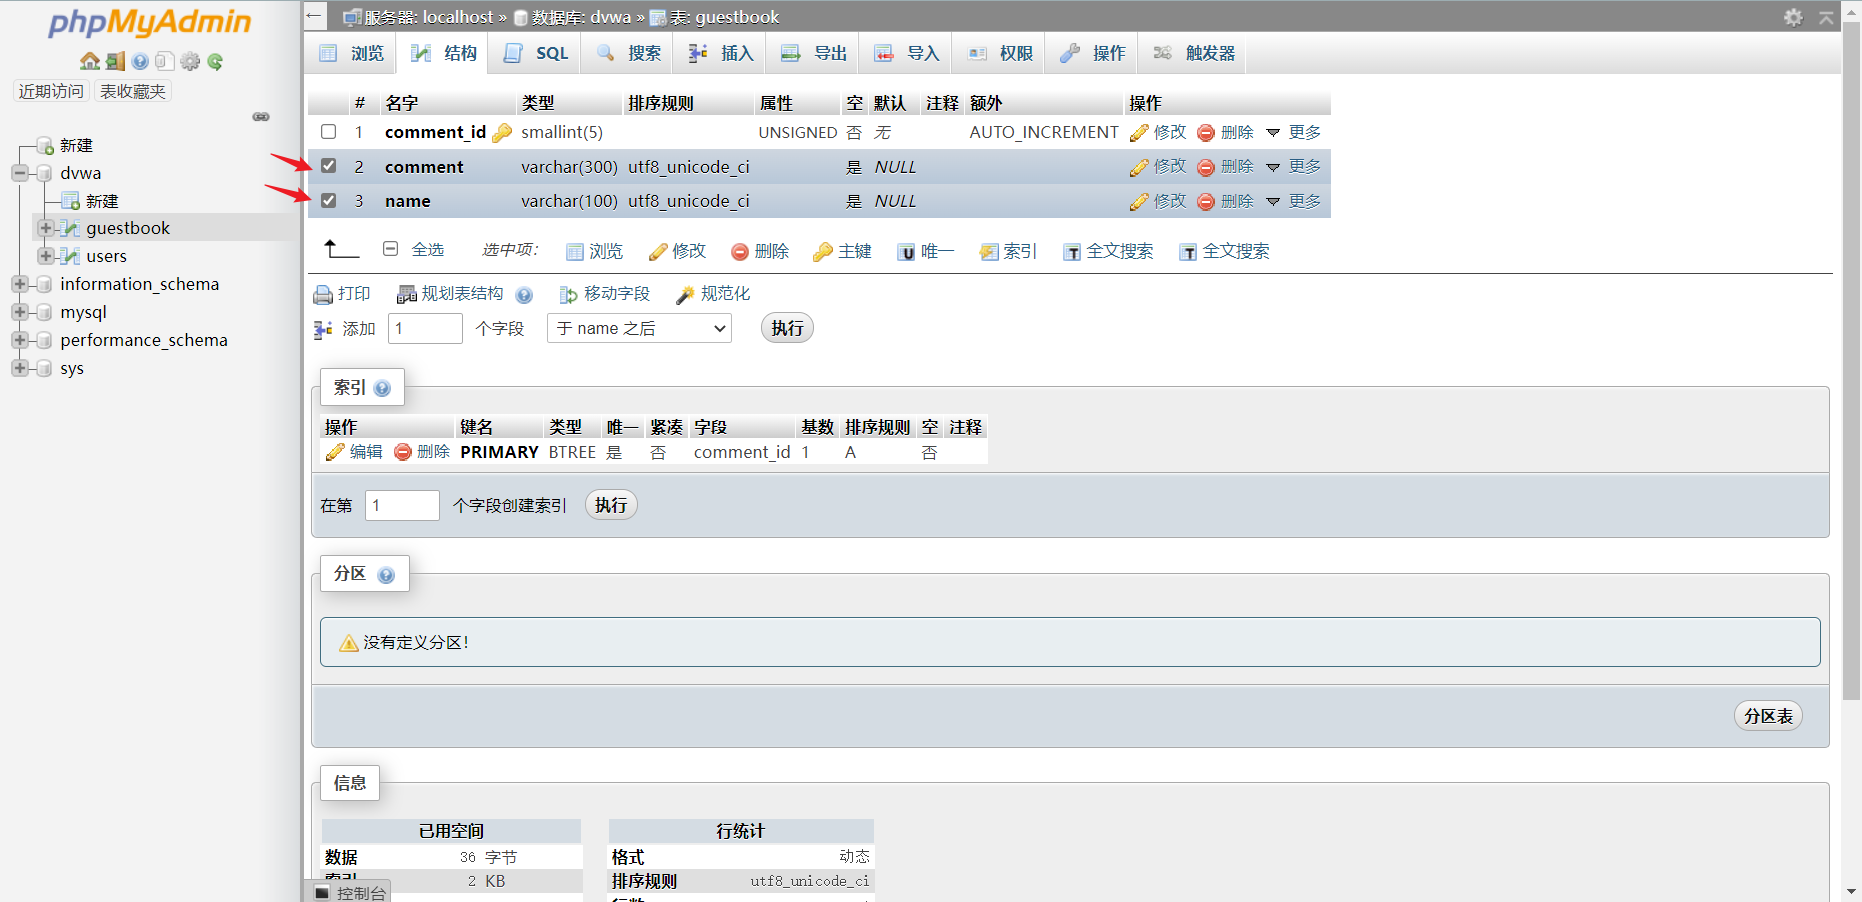 phpMyAdmin
近期访问 表收藏夹
新建
dvwa
新建
guestbook
users
information_schema
mysql
performance_schema
sys
服务器: localhost » 数据库: dvwa » 表: guestbook
浏览 结构 SQL 搜索 插入 导出 导入 权限 操作 触发器
# 名字 类型 排序规则 属性 空 默认 注释 额外 操作
1 comment_id smallint(5) UNSIGNED 否 无 AUTO_INCREMENT 修改 删除 更多
2 comment varchar(300) utf8_unicode_ci 是 NULL 修改 删除 更多
3 name varchar(100) utf8_unicode_ci 是 NULL 修改 删除 更多
全选 选中项: 浏览 修改 删除 主键 唯一 索引 全文搜索 全文搜索
打印 规划表结构 移动字段 规范化
添加 1 个字段 于 name 之后 执行
索引
操作 键名 类型 唯一 紧凑 字段 基数 排序规则 空 注释
编辑 删除 PRIMARY BTREE 是 否 comment_id 1 A 否
在第 1 个字段创建索引 执行
分区
没有定义分区!
分区表
信息
已用空间
数据 36 字节
索引 2 KB
行统计
格式 动态
排序规则 utf8_unicode_ci
控制台